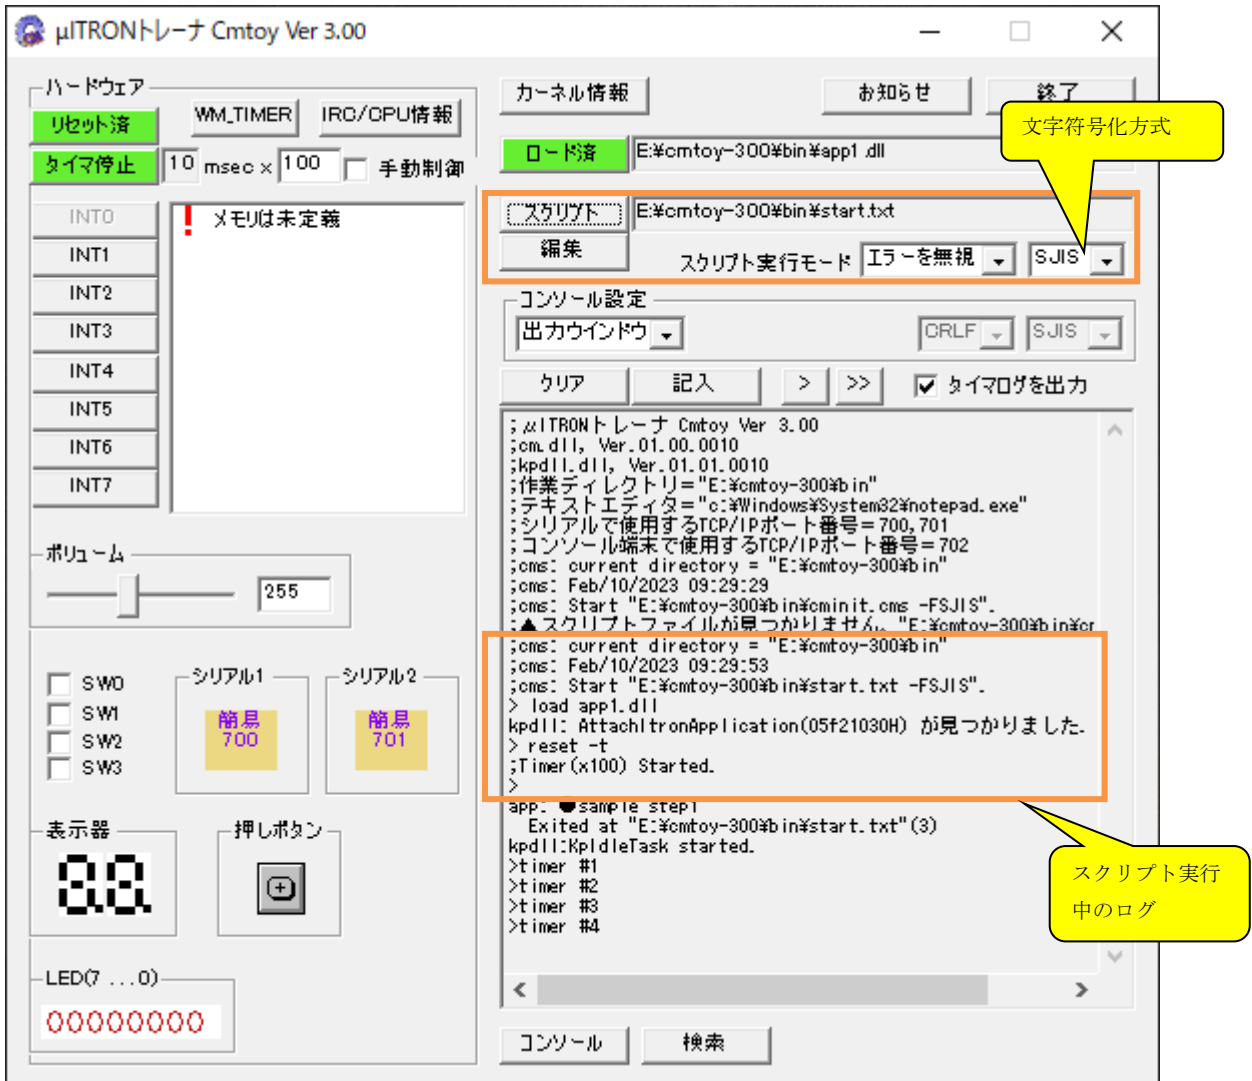 μITRONトレーナ Cmtoy Ver 3.00
ハードウェア
リセット済
WM_TIMER
IRC/CPU情報
タイマ停止
10 msec x 100 手動制御
INT0
INT1
INT2
INT3
INT4
INT5
INT6
INT7
! メモリは未定義
ボリューム
255
SW0
SW1
SW2
SW3
シリアル1
簡易
700
シリアル2
簡易
701
表示器
88
押しボタン
LED(7 ...0)
00000000
カーネル情報
お知らせ
終了
文字符号化方式
ロード済
E:¥cmtoy-300¥bin¥app1.dll
スクリプト
E:¥cmtoy-300¥bin¥start.txt
編集
スクリプト実行モード エラーを無視 SJIS
コンソール設定
出力ウインドウ
CRLF
SJIS
クリア
記入
>
>>
タイマログを出力
;μITRONトレーナ Cmtoy Ver 3.00
;cm.dll, Ver.01.00.0010
;kpdll.dll, Ver.01.01.0010
;作業ディレクトリ="E:¥cmtoy-300¥bin"
;テキストエディタ="c:¥Windows¥System32¥notepad.exe"
;シリアルで使用するTCP/IPポート番号=700,701
;コンソール端末で使用するTCP/IPポート番号=702
;cms: current directory = "E:¥cmtoy-300¥bin"
;cms: Feb/10/2023 09:29:29
;cms: Start "E:¥cmtoy-300¥bin¥cminit.cms -FSJIS".
;▲スクリプトファイルが見つかりません. "E:¥cmtoy-300¥bin¥cr
;cms: current directory = "E:¥cmtoy-300¥bin"
;cms: Feb/10/2023 09:29:53
;cms: Start "E:¥cmtoy-300¥bin¥start.txt -FSJIS".
> load app1.dll
kpdll: AttachItronApplication(05f21030H) が見つかりました.
> reset -t
;Timer(x100) Started.
>
app: ●sample step1
Exited at "E:¥cmtoy-300¥bin¥start.txt"(3)
kpdll:KpIdleTask started.
>timer #1
>timer #2
>timer #3
>timer #4
スクリプト実行
中のログ
コンソール
検索